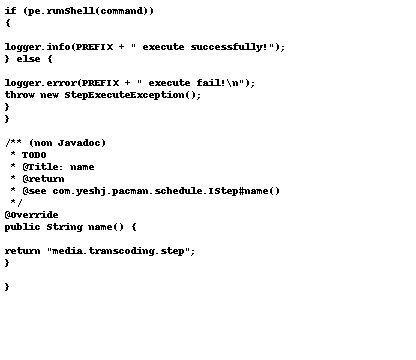 if (pe.runShell(command))
{
logger.info(PREFIX + " execute successfully!");
} else {
logger.error(PREFIX + " execute fail!\n");
throw new StepExecuteException();
}
}
/** (non Javadoc)
* TODO
* @Title: name
* @return
* @see com.yeshj.pacman.schedule.IStep#name()
*/
@Override
public String name() {
return "media.transcoding.step";
}
}